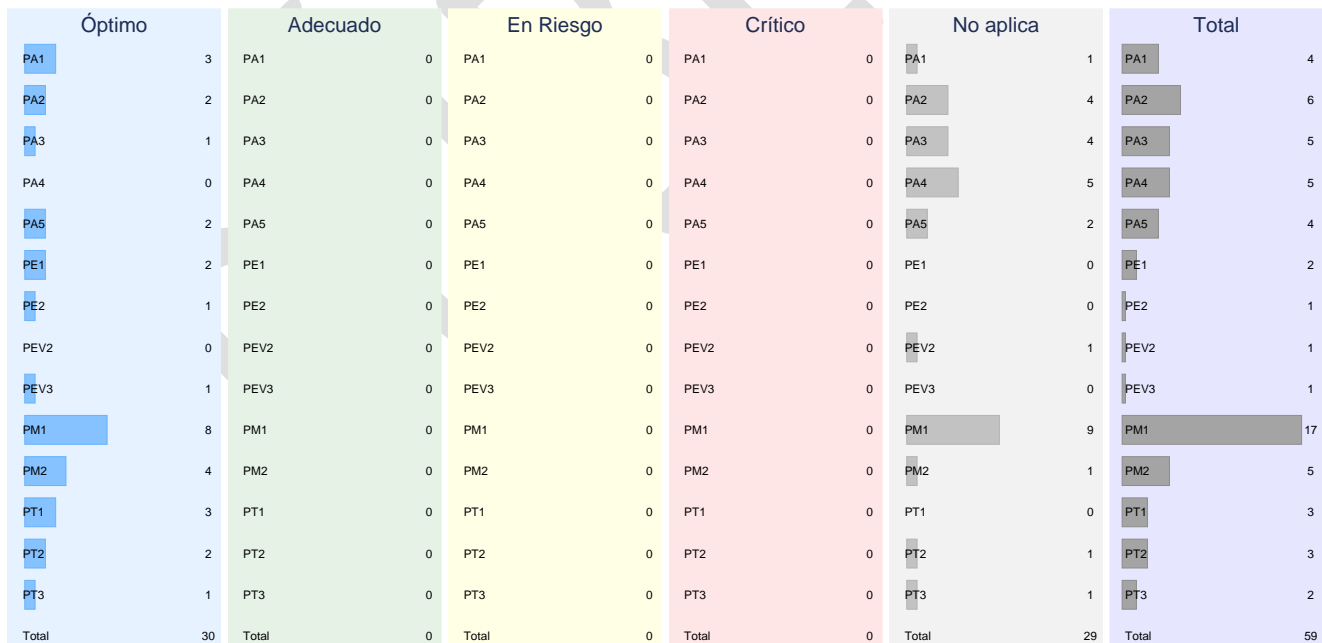 Óptimo Adecuado En Riesgo Crítico No aplica Total
PA1 3 PA1 0 PA1 0 PA1 0 PA1 1 PA1 4
PA2 2 PA2 0 PA2 0 PA2 0 PA2 4 PA2 6
PA3 1 PA3 0 PA3 0 PA3 0 PA3 4 PA3 5
PA4 0 PA4 0 PA4 0 PA4 0 PA4 5 PA4 5
PA5 2 PA5 0 PA5 0 PA5 0 PA5 2 PA5 4
PE1 2 PE1 0 PE1 0 PE1 0 PE1 0 PE1 2
PE2 1 PE2 0 PE2 0 PE2 0 PE2 0 PE2 1
PEV2 0 PEV2 0 PEV2 0 PEV2 0 PEV2 1 PEV2 1
PEV3 1 PEV3 0 PEV3 0 PEV3 0 PEV3 0 PEV3 1
PM1 8 PM1 0 PM1 0 PM1 0 PM1 9 PM1 17
PM2 4 PM2 0 PM2 0 PM2 0 PM2 1 PM2 5
PT1 3 PT1 0 PT1 0 PT1 0 PT1 0 PT1 3
PT2 2 PT2 0 PT2 0 PT2 0 PT2 1 PT2 3
PT3 1 PT3 0 PT3 0 PT3 0 PT3 1 PT3 2
Total 30 Total 0 Total 0 Total 0 Total 29 Total 59